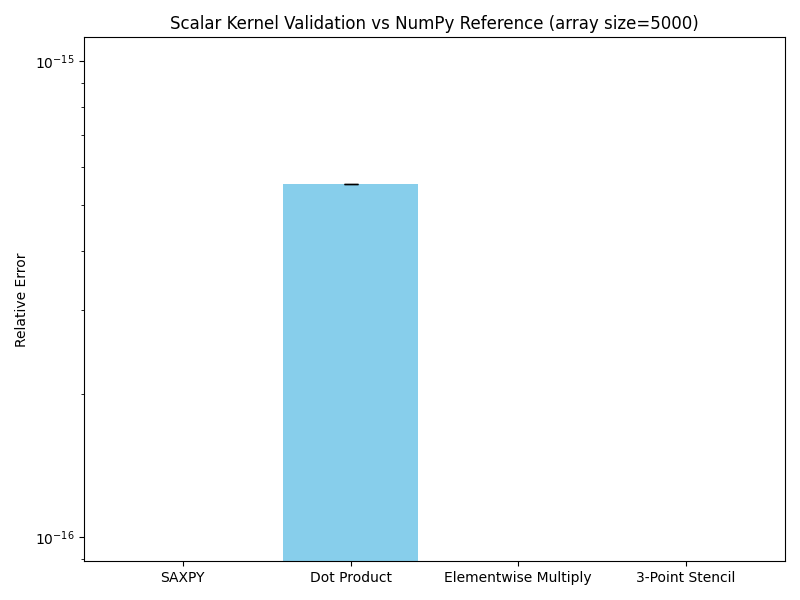 Scalar Kernel Validation vs NumPy Reference (array size=5000)
10⁻¹⁵
Relative Error
10⁻¹⁶
SAXPY
Dot Product
Elementwise Multiply
3-Point Stencil